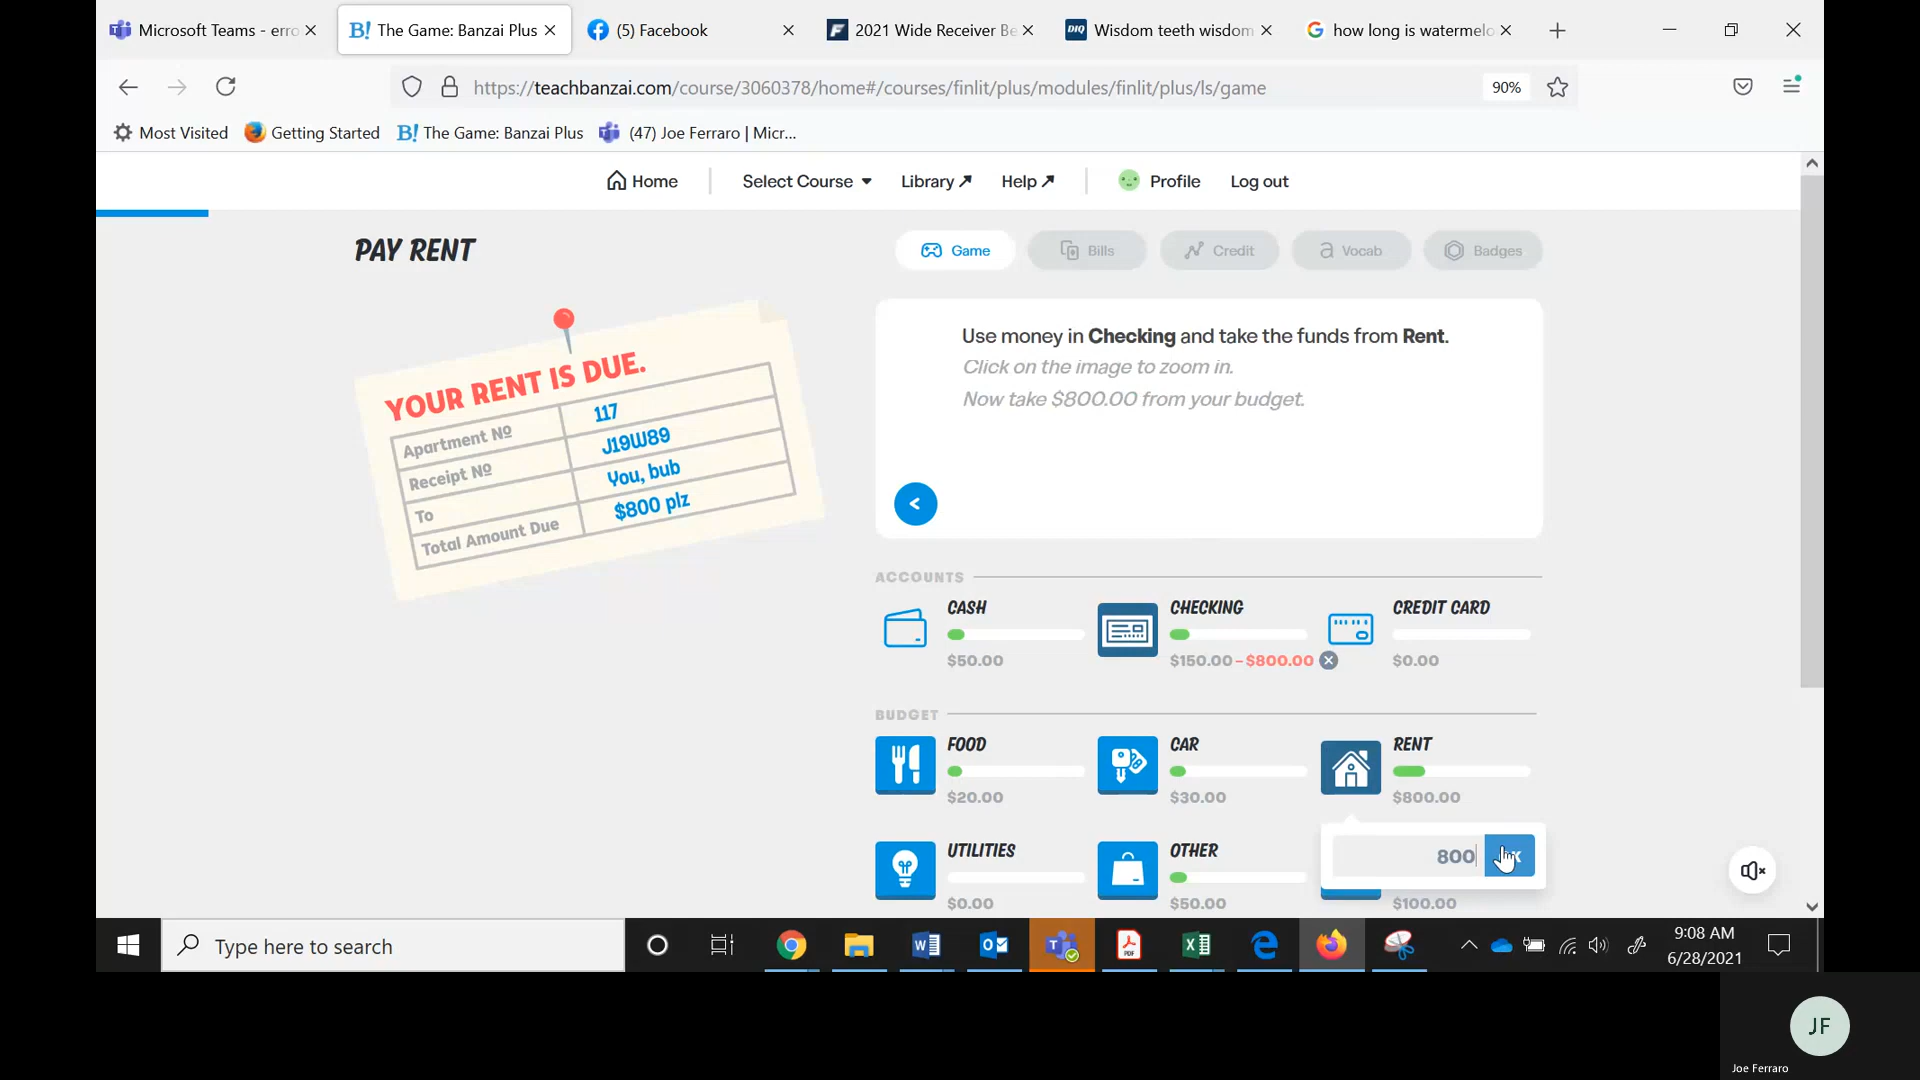 Microsoft Teams - erro
B! The Game: Banzai Plus
(5) Facebook
2021 Wide Receiver Be
DIQ Wisdom teeth wisdom
how long is watermelo
https://teachbanzai.com/course/3060378/home#/courses/finlit/plus/modules/finlit/plus/ls/game
90%
Most Visited
Getting Started
B! The Game: Banzai Plus
(47) Joe Ferraro | Micr...
Home
Select Course
Library
Help
Profile
Log out
PAY RENT
Game
Bills
Credit
a Vocab
Badges
YOUR RENT IS DUE.
Apartment Nº 117
Receipt Nº J19W89
To You, bub
Total Amount Due $800 plz
Use money in Checking and take the funds from Rent.
Click on the image to zoom in.
Now take $800.00 from your budget.
<
ACCOUNTS
CASH
$50.00
CHECKING
$150.00 -$800.00
CREDIT CARD
$0.00
BUDGET
FOOD
$20.00
CAR
$30.00
RENT
$800.00
UTILITIES
$0.00
OTHER
$50.00
800
$100.00
Type here to search
9:08 AM
6/28/2021
JF
Joe Ferraro